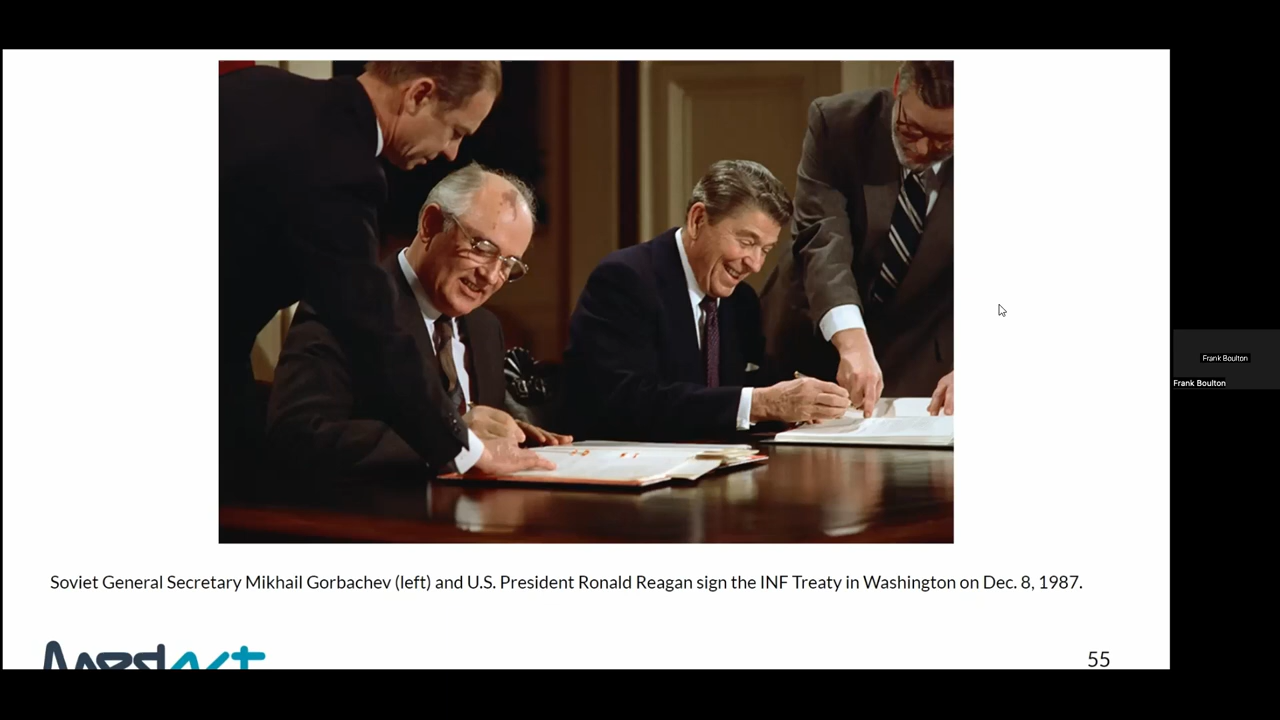 Soviet General Secretary Mikhail Gorbachev (left) and U.S. President Ronald Reagan sign the INF Treaty in Washington on Dec. 8, 1987.
Medact
55
Frank Boulton
Frank Boulton